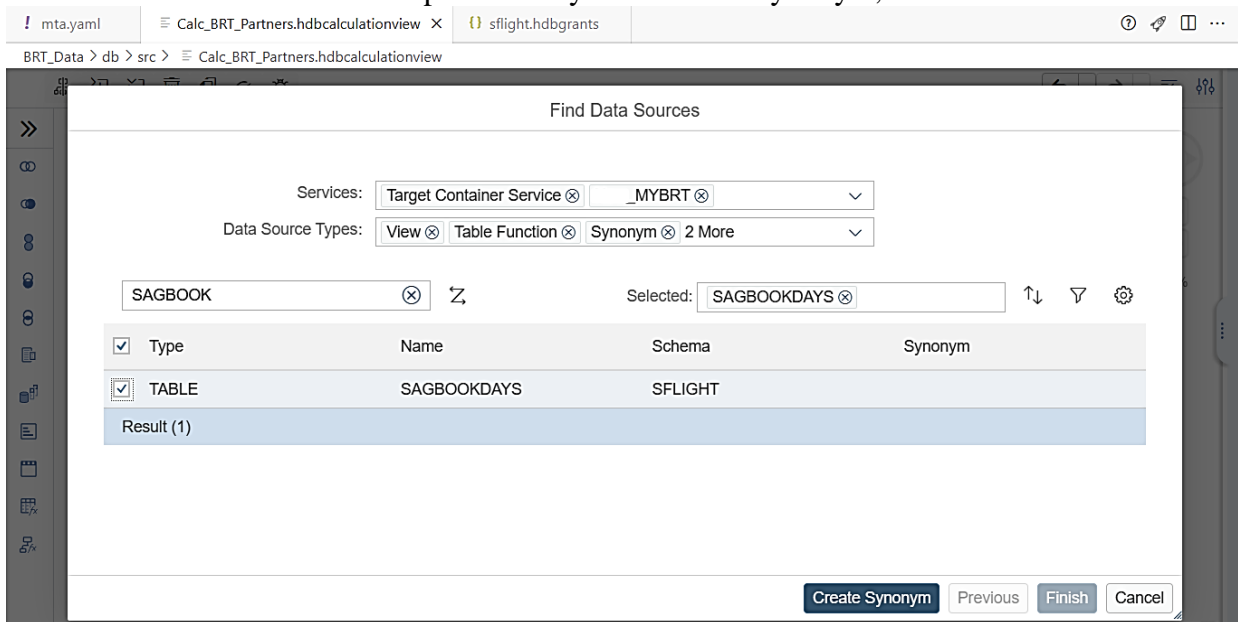 ! mta.yaml Calc_BRT_Partners.hdbcalculationview × {} sflight.hdbgrants
BRT_Data > db > src > Calc_BRT_Partners.hdbcalculationview
Find Data Sources
Services: Target Container Service _MYBRT
Data Source Types: View Table Function Synonym 2 More
SAGBOOK Selected: SAGBOOKDAYS
Type Name Schema Synonym
TABLE SAGBOOKDAYS SFLIGHT
Result (1)
Create Synonym Previous Finish Cancel